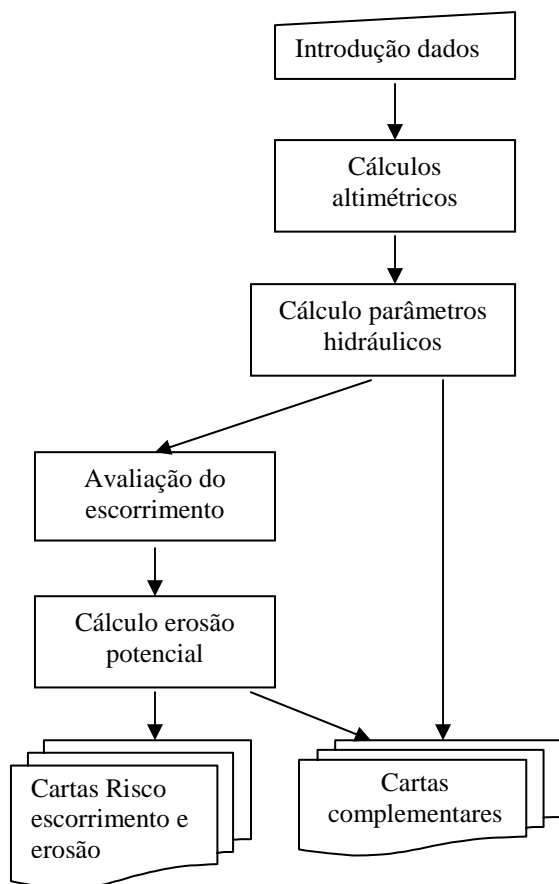 Introdução dados
Cálculos
altimétricos
Cálculo parâmetros
hidráulicos
Avaliação do
escorrimento
Cálculo erosão
potencial
Cartas Risco
escorrimento e
erosão
Cartas
complementares